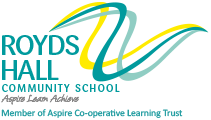 ROYDS
HALL
COMMUNITY SCHOOL
Aspire Learn Achieve
Member of Aspire Co-operative Learning Trust